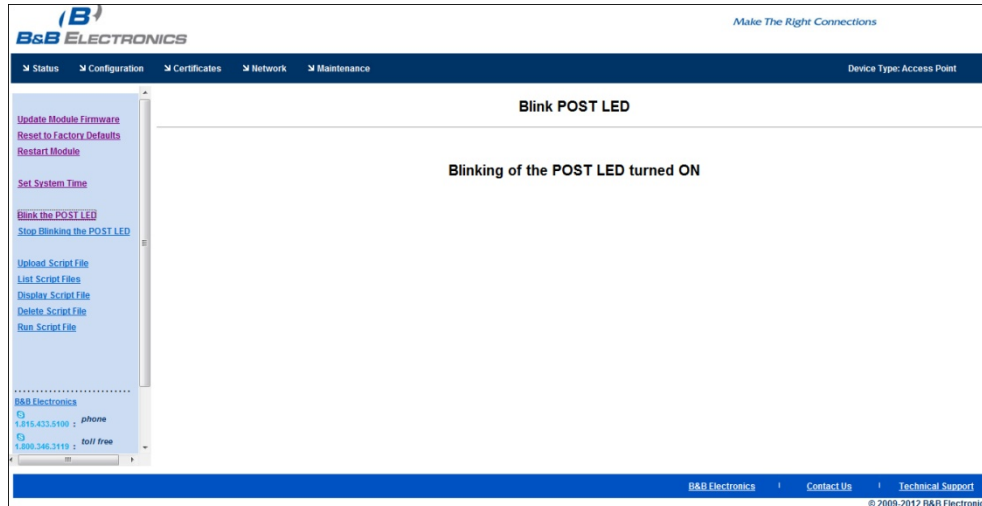 B&B ELECTRONICS
Make The Right Connections
Status Configuration Certificates Network Maintenance Device Type: Access Point
Update Module Firmware
Reset to Factory Defaults
Restart Module
Set System Time
Blink the POST LED
Stop Blinking the POST LED
Upload Script File
List Script Files
Display Script File
Delete Script File
Run Script File
B&B Electronics
1.815.433.5100 : phone
1.800.346.3119 : toll free
Blink POST LED
Blinking of the POST LED turned ON
B&B Electronics | Contact Us | Technical Support
© 2009-2012 B&B Electronic